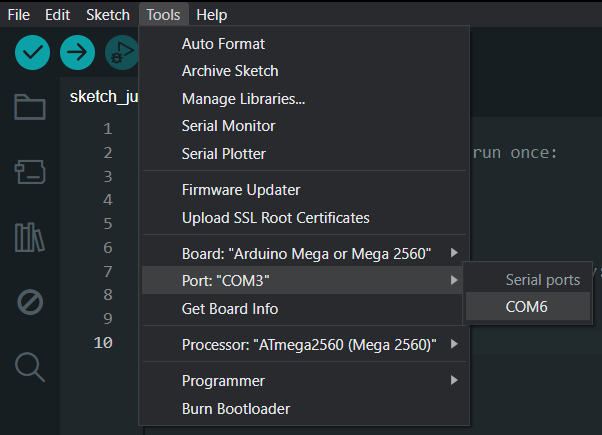 File Edit Sketch Tools Help
Auto Format
Archive Sketch
Manage Libraries...
Serial Monitor
Serial Plotter
Firmware Updater
Upload SSL Root Certificates
Board: "Arduino Mega or Mega 2560"
Port: "COM3"
Get Board Info
Processor: "ATmega2560 (Mega 2560)"
Programmer
Burn Bootloader
Serial ports
COM6
sketch_ju
1
2 run once:
3
4
5
6
7
8
9
10